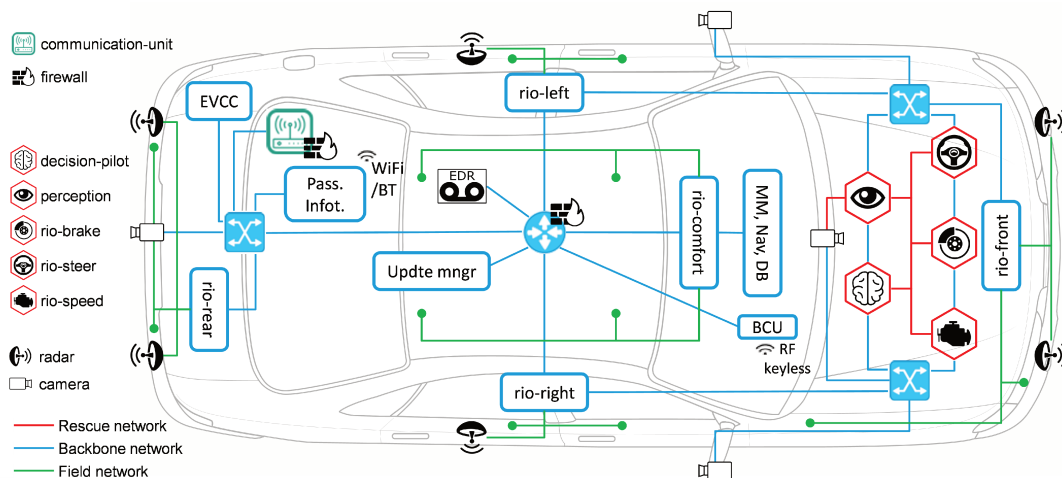 communication-unit
firewall
decision-pilot
perception
rio-brake
rio-steer
rio-speed
radar
camera
Rescue network
Backbone network
Field network
EVCC
Pass.
Infot.
WiFi
/BT
rio-rear
EDR
Updte mngr
rio-left
rio-right
rio-comfort
MM, Nav, DB
BCU
RF
keyless
rio-front